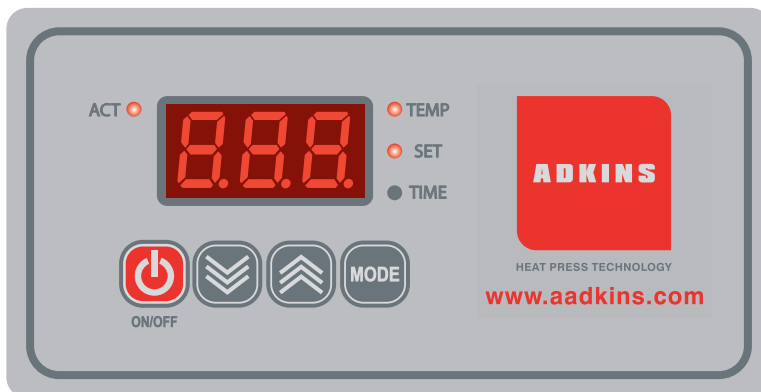 ACT
8.8.8.
TEMP
SET
TIME
MODE
ON/OFF
ADKINS
HEAT PRESS TECHNOLOGY
www.aadkins.com